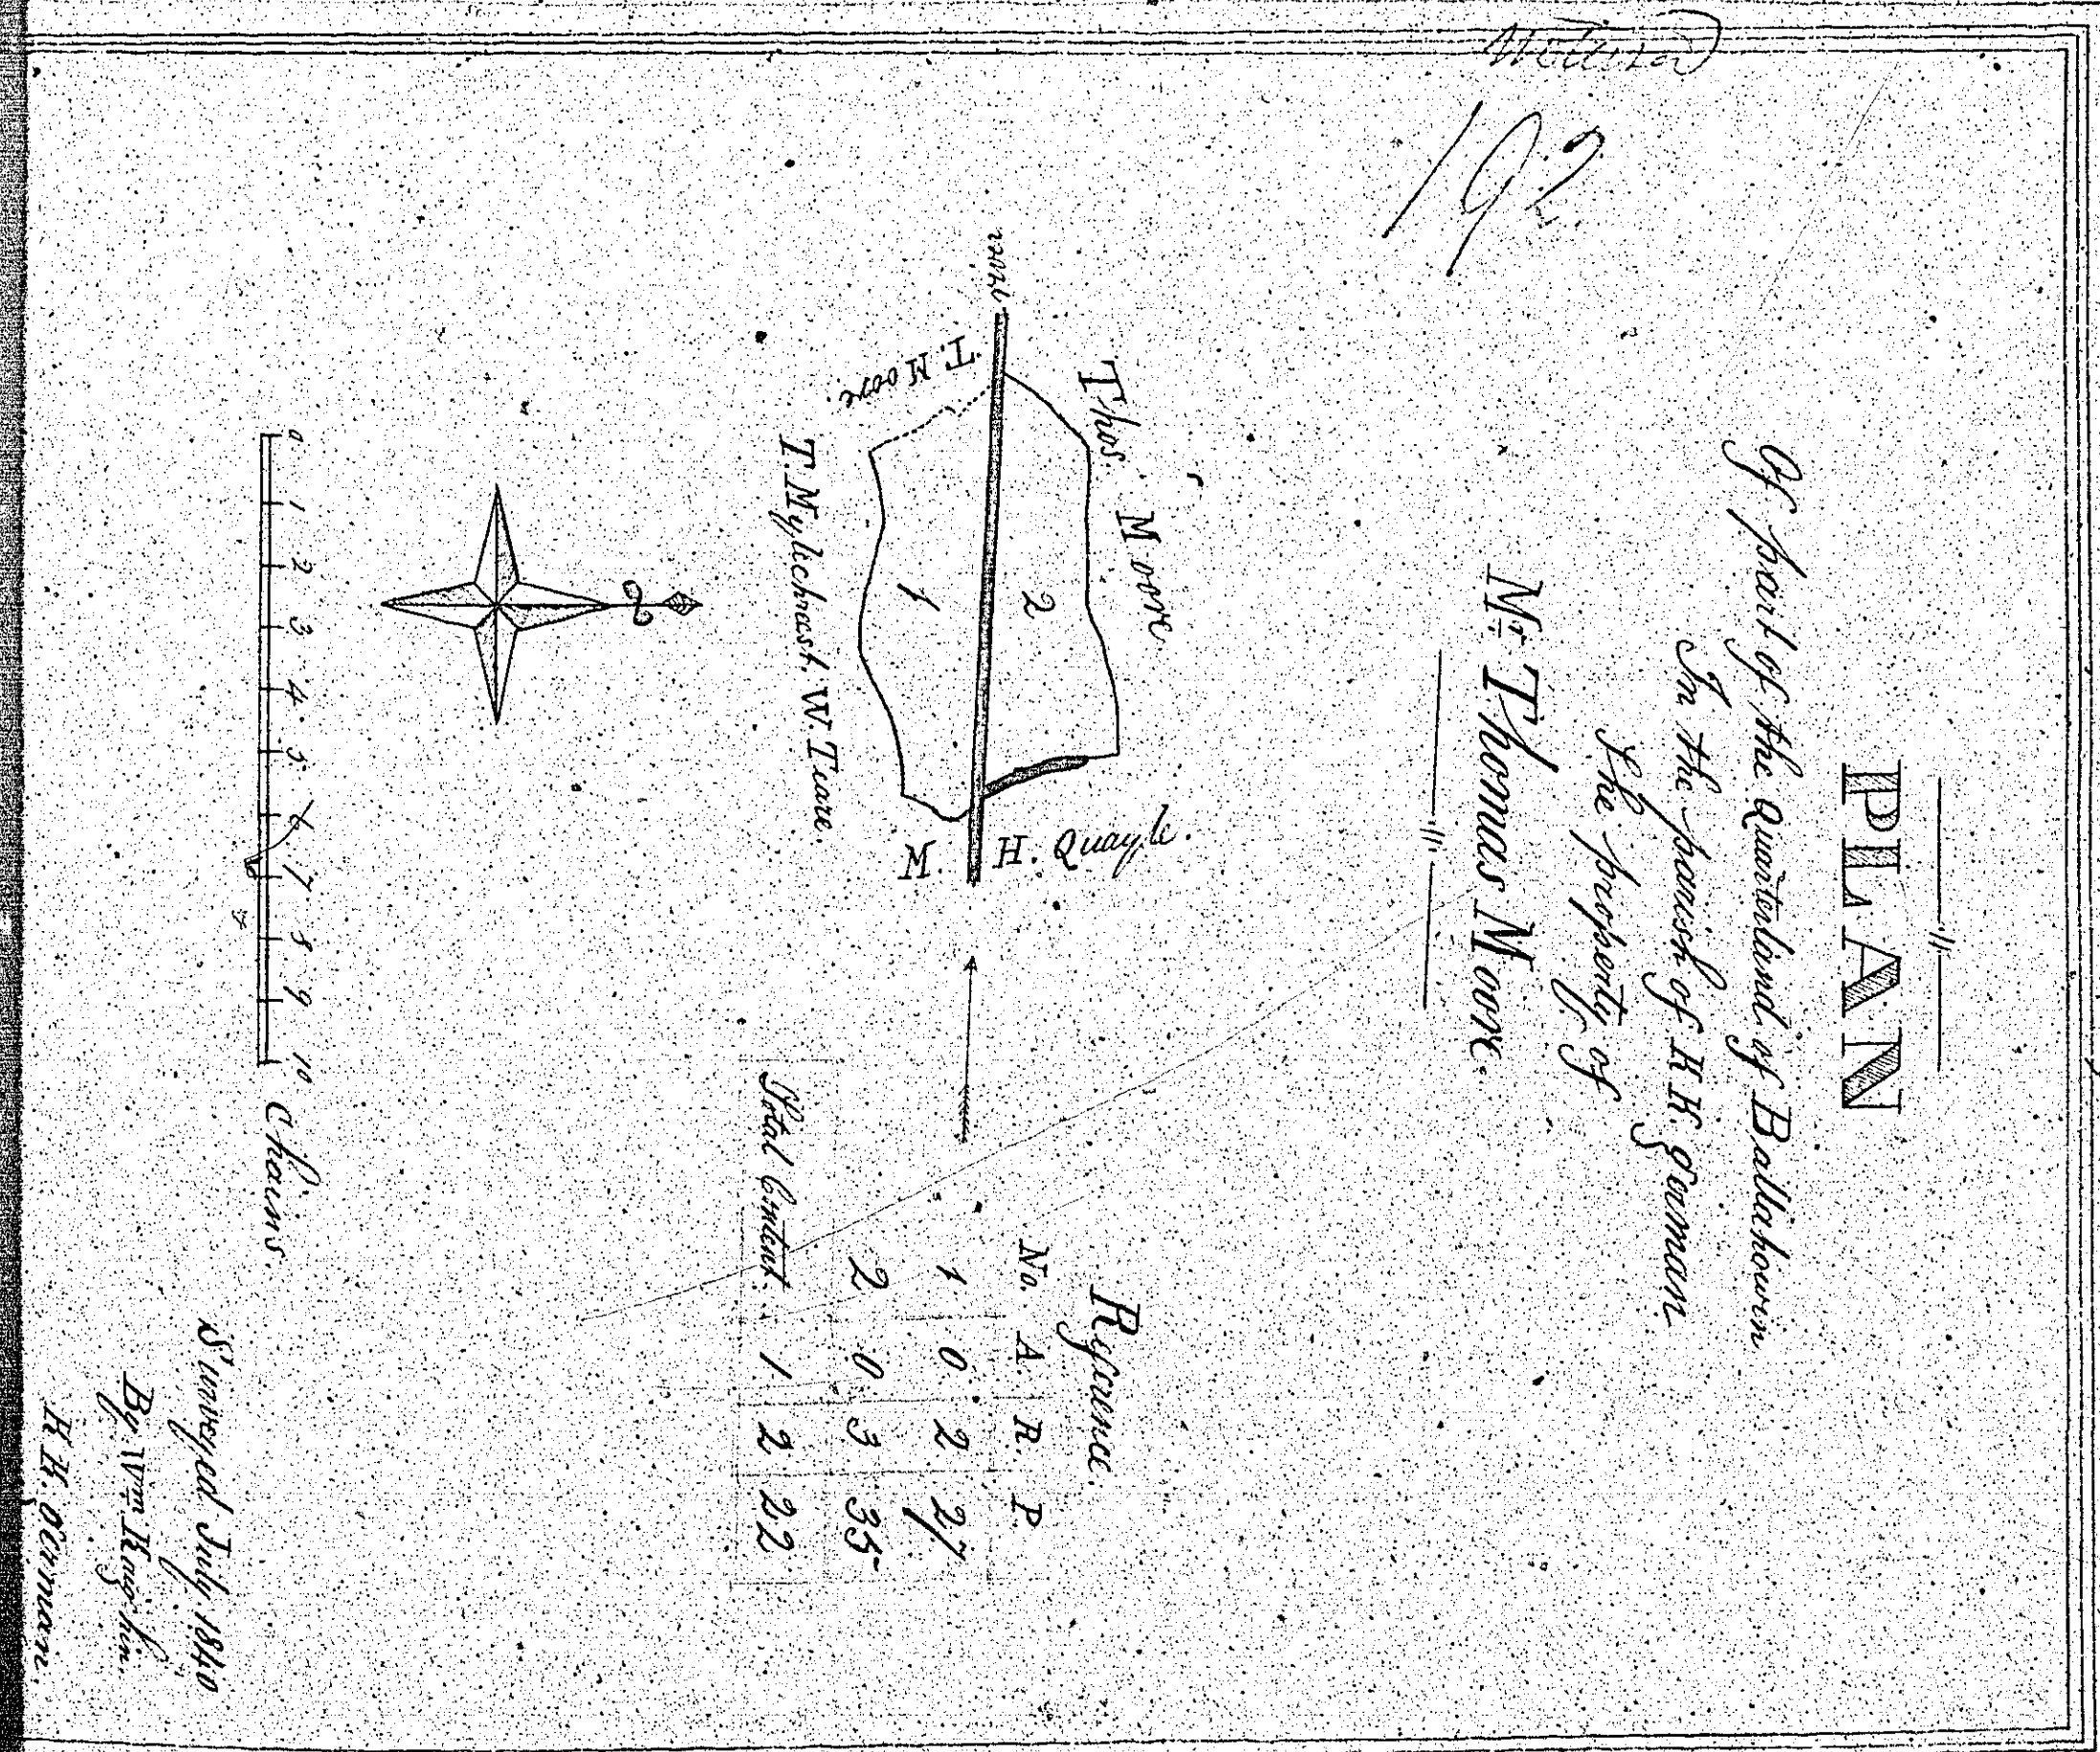 192
PLAN
Of part of the Quarterland of Ballahowin
In the parish of K K. German
The property of
Mr. Thomas Moore.
Thos. Moore
T. Moore.
2
1
H. Quayle.
M.
T. Mylechrast. W. Teare.
Reference.
No. A. R. P
1 0 2 27
2 0 3 35
Total Content. 1 2 22
0 1 2 3 4 5 6 7 8 9 10 Chains.
Surveyed July 1840
By Wm Kneghin.
K K. German.